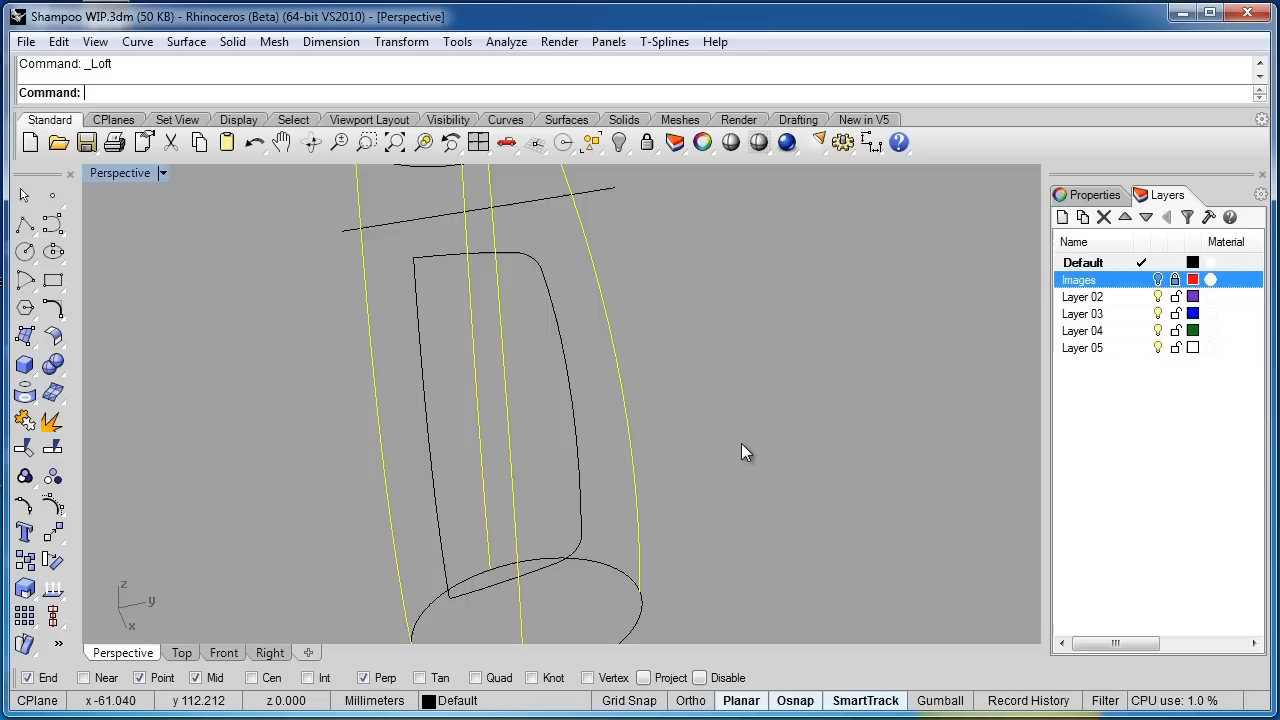 Shampoo WIP.3dm (50 KB) - Rhinoceros (Beta) (64-bit VS2010) - [Perspective]
File Edit View Curve Surface Solid Mesh Dimension Transform Tools Analyze Render Panels T-Splines Help
Command: _Loft
Command:
Standard CPlanes Set View Display Select Viewport Layout Visibility Curves Surfaces Solids Meshes Render Drafting New in V5
Perspective
Properties Layers
Name Material
Default
Images
Layer 02
Layer 03
Layer 04
Layer 05
z
y
x
Perspective Top Front Right
End Near Point Mid Cen Int Perp Tan Quad Knot Vertex Project Disable
CPlane x -61.040 y 112.212 z 0.000 Millimeters Default Grid Snap Ortho Planar Osnap SmartTrack Gumball Record History Filter CPU use: 1.0 %